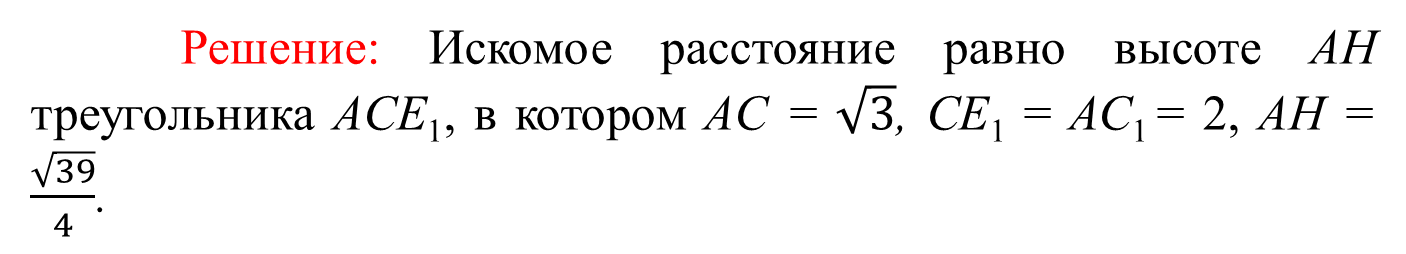 Решение: Искомое расстояние равно высоте AH
треугольника ACE₁, в котором AC = √3, CE₁ = AC₁ = 2, AH =
√39/4.